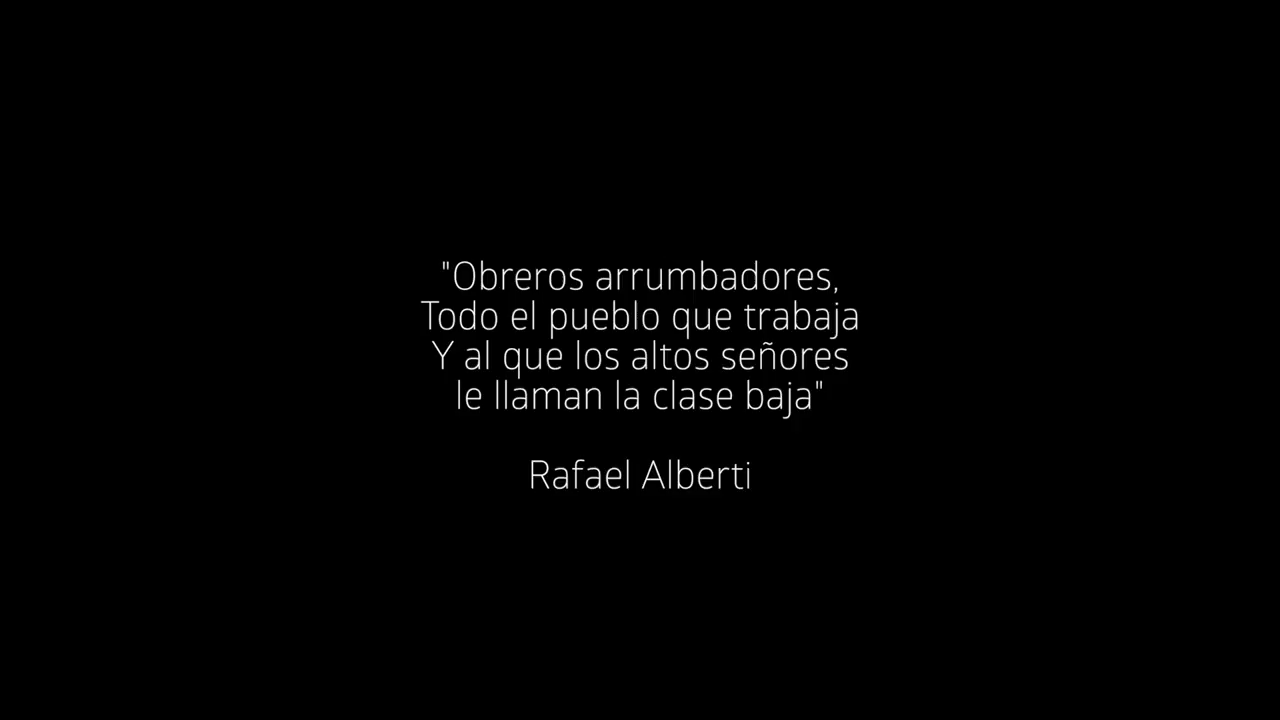 "Obreros arrumbadores,
Todo el pueblo que trabaja
Y al que los altos señores
le llaman la clase baja"
Rafael Alberti